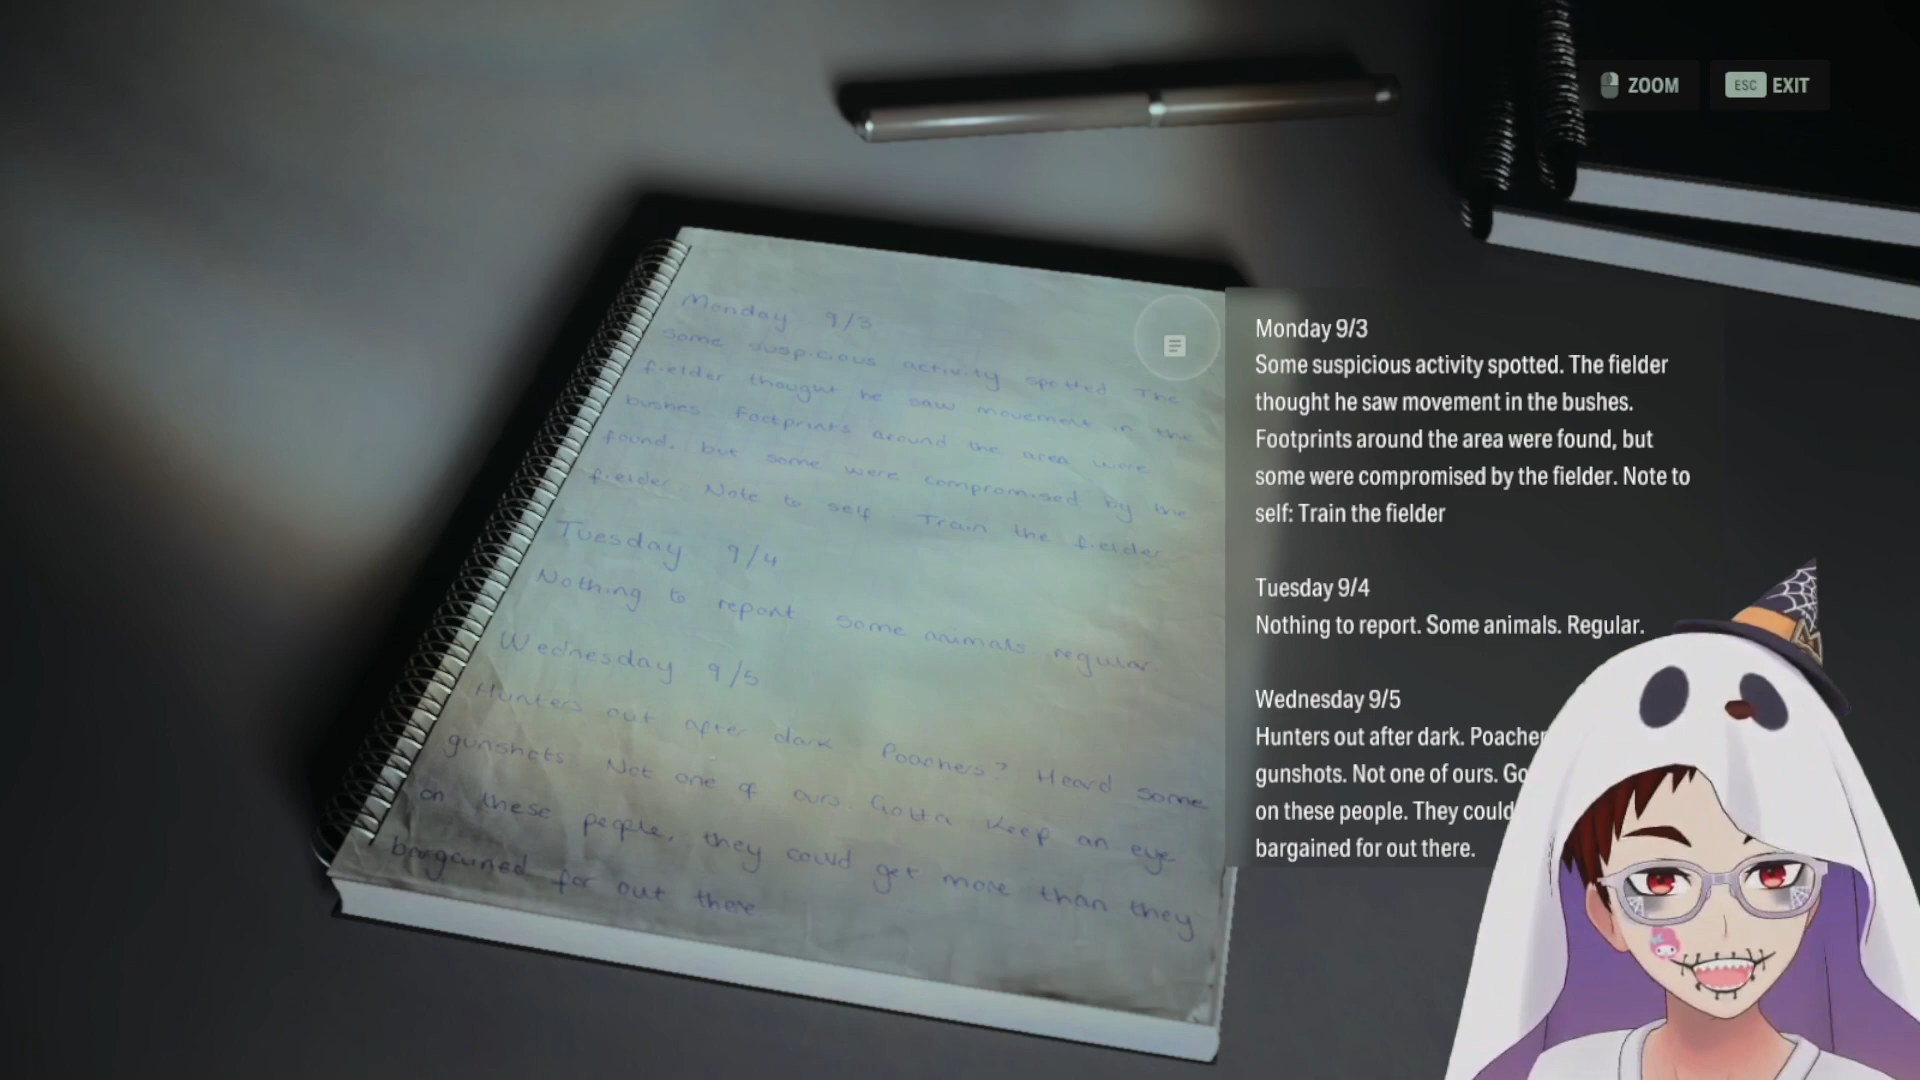 ZOOM
ESC EXIT
Monday 9/3
Some suspicious activity spotted The
fielder thought he saw movement in the
bushes. Footprints around the area were
found, but some were compromised by the
fielder Note to self Train the fielder
Tuesday 9/4
Nothing to report some animals regular.
Wednesday 9/5
Hunters out after dark Poachers? Heard some
gunshots Not one of ours Gotta keep an eye
on these people, they could get more than they
bargained for out there
Monday 9/3
Some suspicious activity spotted. The fielder
thought he saw movement in the bushes.
Footprints around the area were found, but
some were compromised by the fielder. Note to
self: Train the fielder
Tuesday 9/4
Nothing to report. Some animals. Regular.
Wednesday 9/5
Hunters out after dark. Poacher
gunshots. Not one of ours. Go
on these people. They could
bargained for out there.